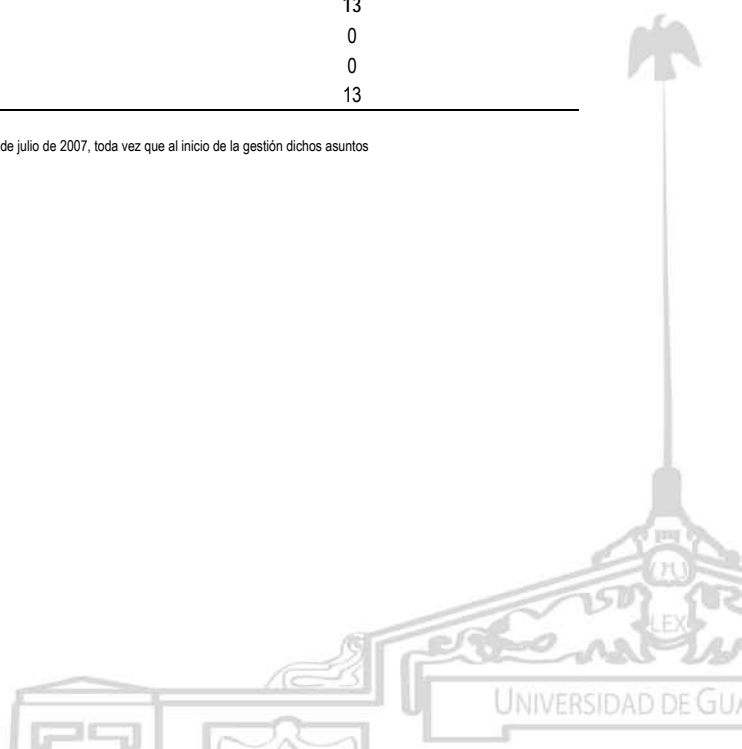 13
0
0
13
de julio de 2007, toda vez que al inicio de la gestión dichos asuntos
LEX
UNIVERSIDAD DE GUA